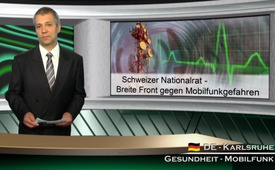 Schweizer Nationalrat -
Breite Front gegen Mobilfunkgefahren
DE - Karlsruhe
Gesundheit - Mobilfunk